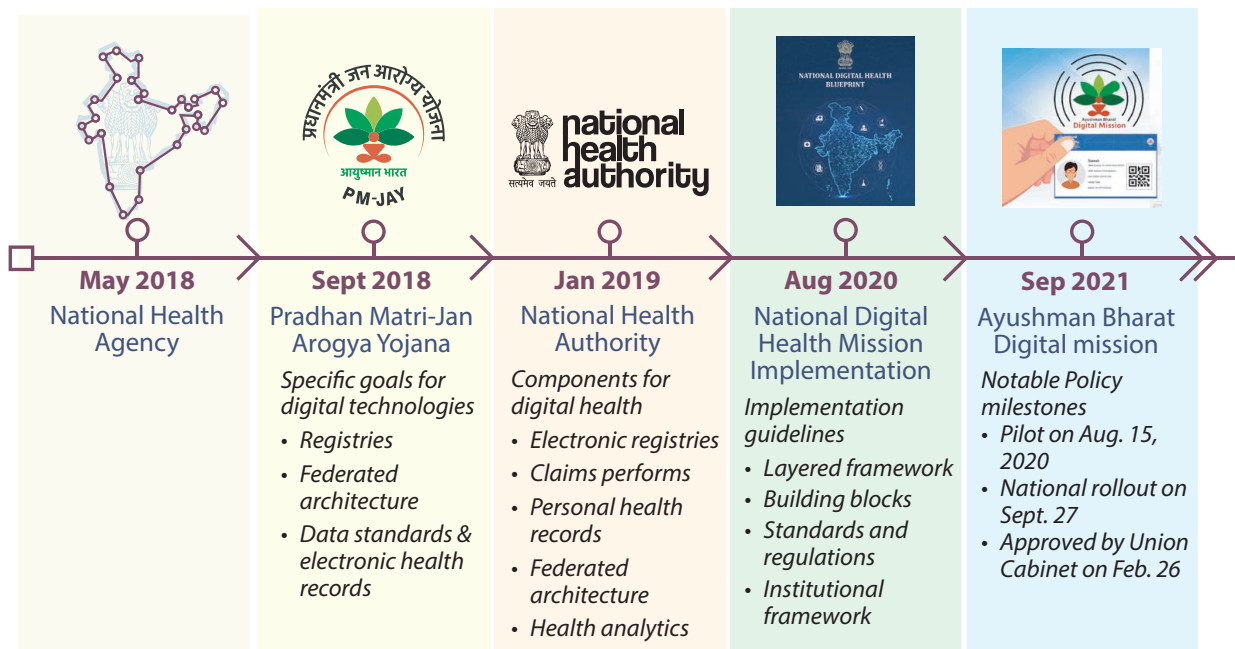 प्रधानमंत्री जन आरोग्य योजना
आयुष्मान भारत
PM-JAY
सत्यमेव जयते
national
health
authority
NATIONAL DIGITAL HEALTH
BLUEPRINT
Ayushman Bharat
Digital Mission
May 2018
National Health
Agency
Sept 2018
Pradhan Matri-Jan
Arogya Yojana
Specific goals for
digital technologies
• Registries
• Federated
architecture
• Data standards &
electronic health
records
Jan 2019
National Health
Authority
Components for
digital health
• Electronic registries
• Claims performs
• Personal health
records
• Federated
architecture
• Health analytics
Aug 2020
National Digital
Health Mission
Implementation
Implementation
guidelines
• Layered framework
• Building blocks
• Standards and
regulations
• Institutional
framework
Sep 2021
Ayushman Bharat
Digital mission
Notable Policy
milestones
• Pilot on Aug. 15,
2020
• National rollout on
Sept. 27
• Approved by Union
Cabinet on Feb. 26